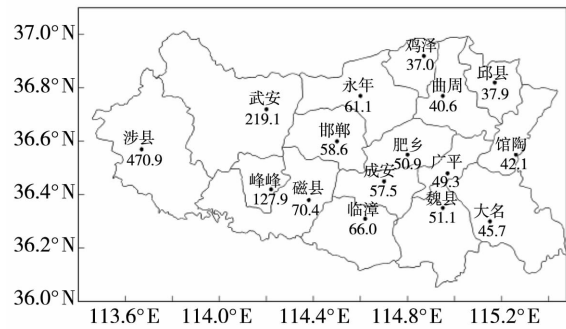 37.0°N
36.8°N
36.6°N
36.4°N
36.2°N
36.0°N
鸡泽
37.0
邱县
37.9
曲周
40.6
永年
61.1
武安
219.1
涉县
470.9
邯郸
58.6
肥乡
50.9
馆陶
42.1
成安
57.5
广平
49.3
峰峰
127.9
磁县
70.4
临漳
66.0
魏县
51.1
大名
45.7
113.6°E 114.0°E 114.4°E 114.8°E 115.2°E